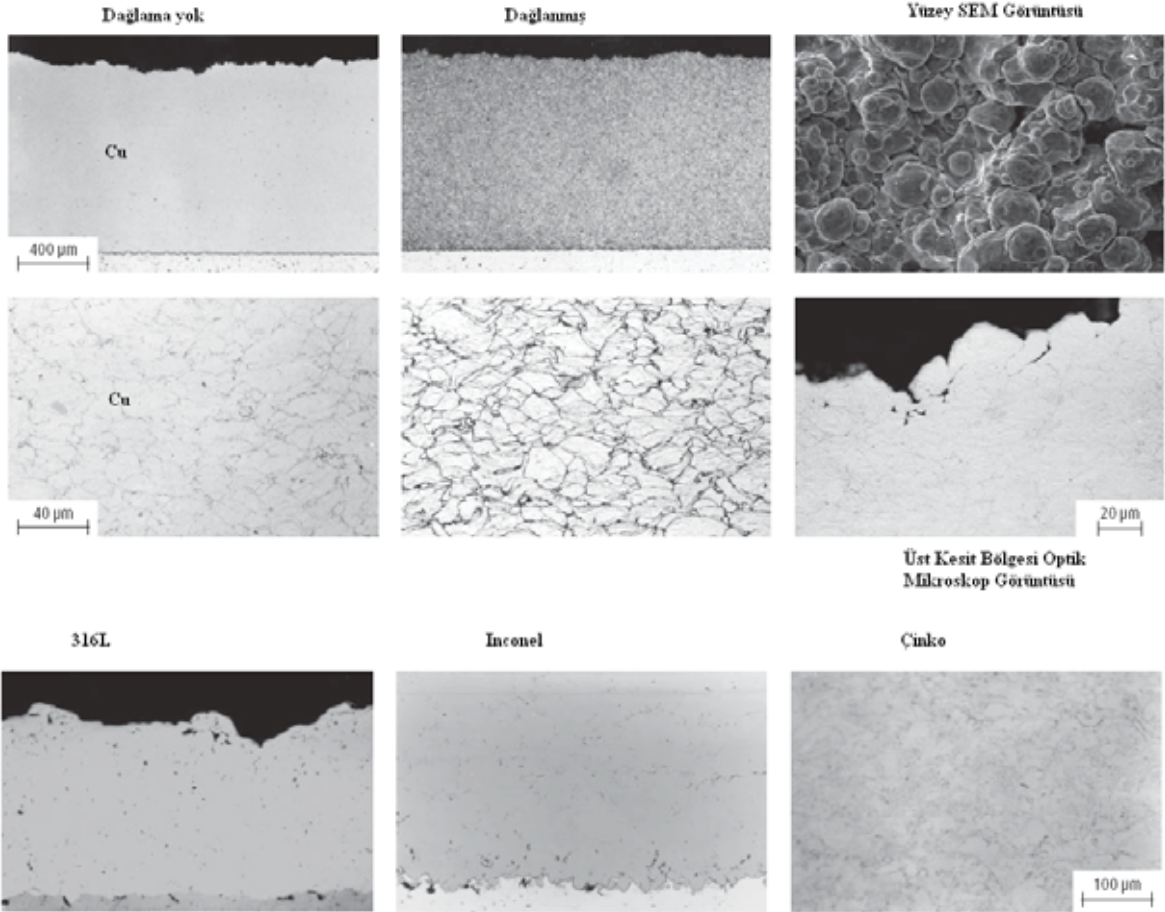 Dağlama yok
Dağlanmış
Yüzey SEM Görüntüsü
Cu
400 µm
Cu
40 µm
20 µm
Üst Kesit Bölgesi Optik
Mikroskop Görüntüsü
316L
Inconel
Çinko
100 µm